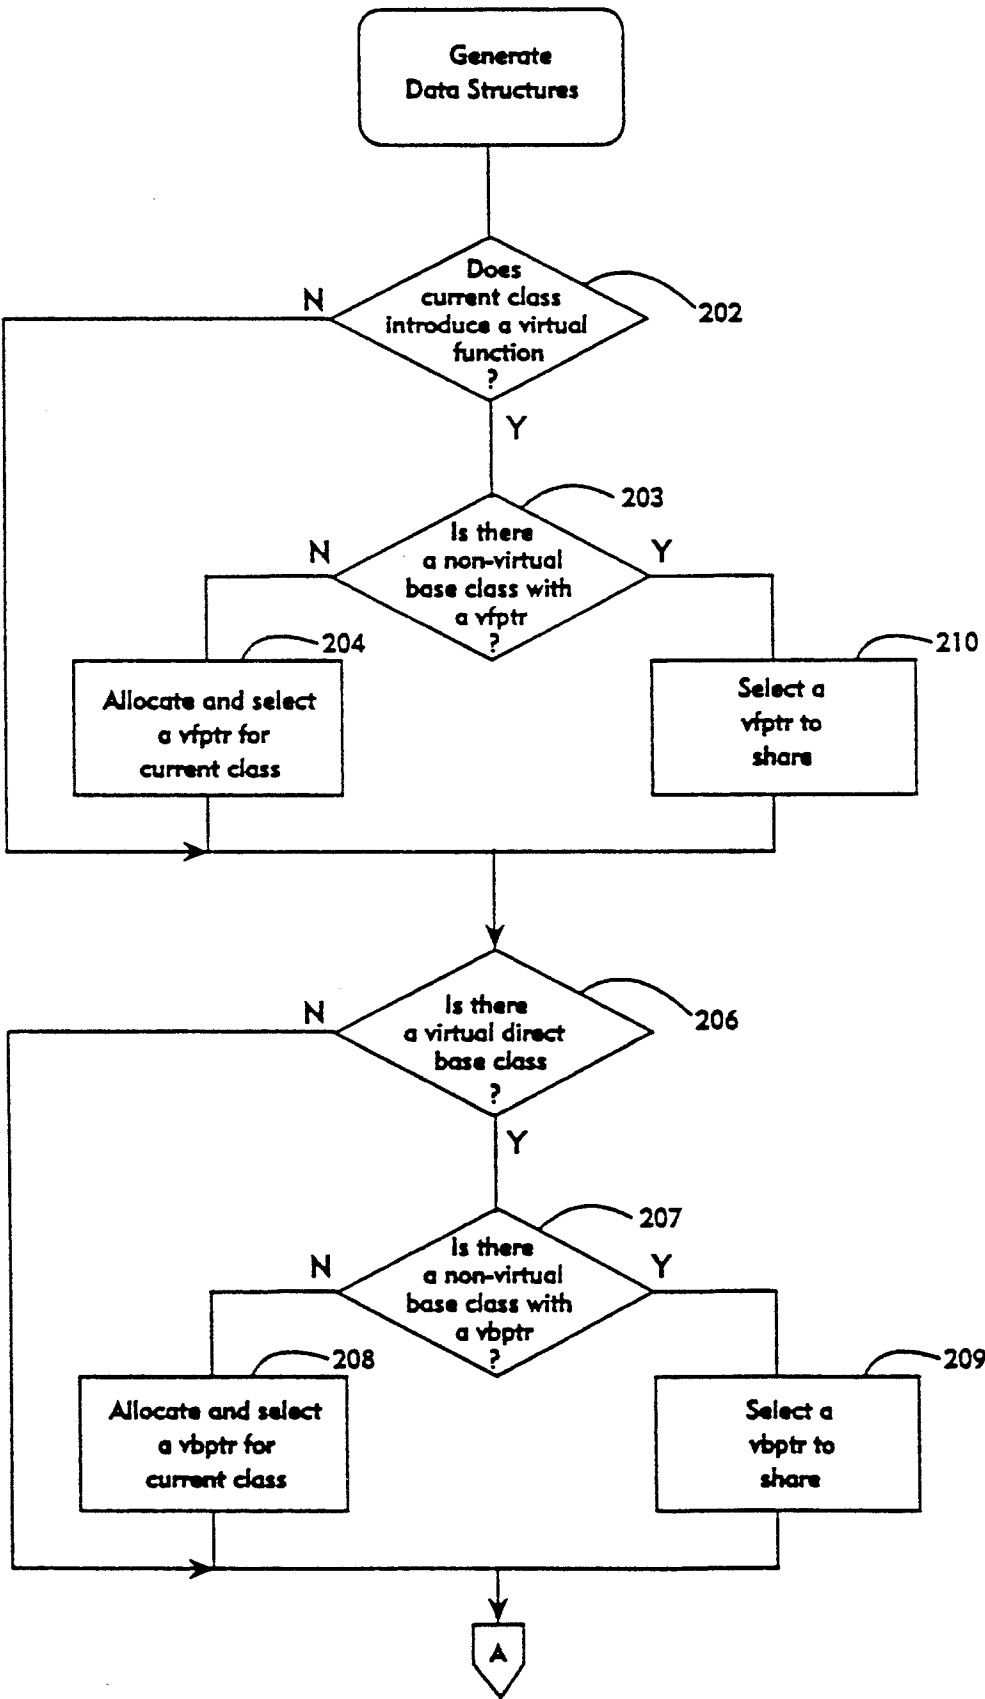 Generate
Data Structures
Does
current class
introduce a virtual
function
?
N
202
Y
203
Is there
a non-virtual
base class with
a vfptr
?
N
Y
204
210
Allocate and select
a vfptr for
current class
Select a
vfptr to
share
Is there
a virtual direct
base class
?
N
206
Y
207
Is there
a non-virtual
base class with
a vbptr
?
N
Y
208
209
Allocate and select
a vbptr for
current class
Select a
vbptr to
share
A